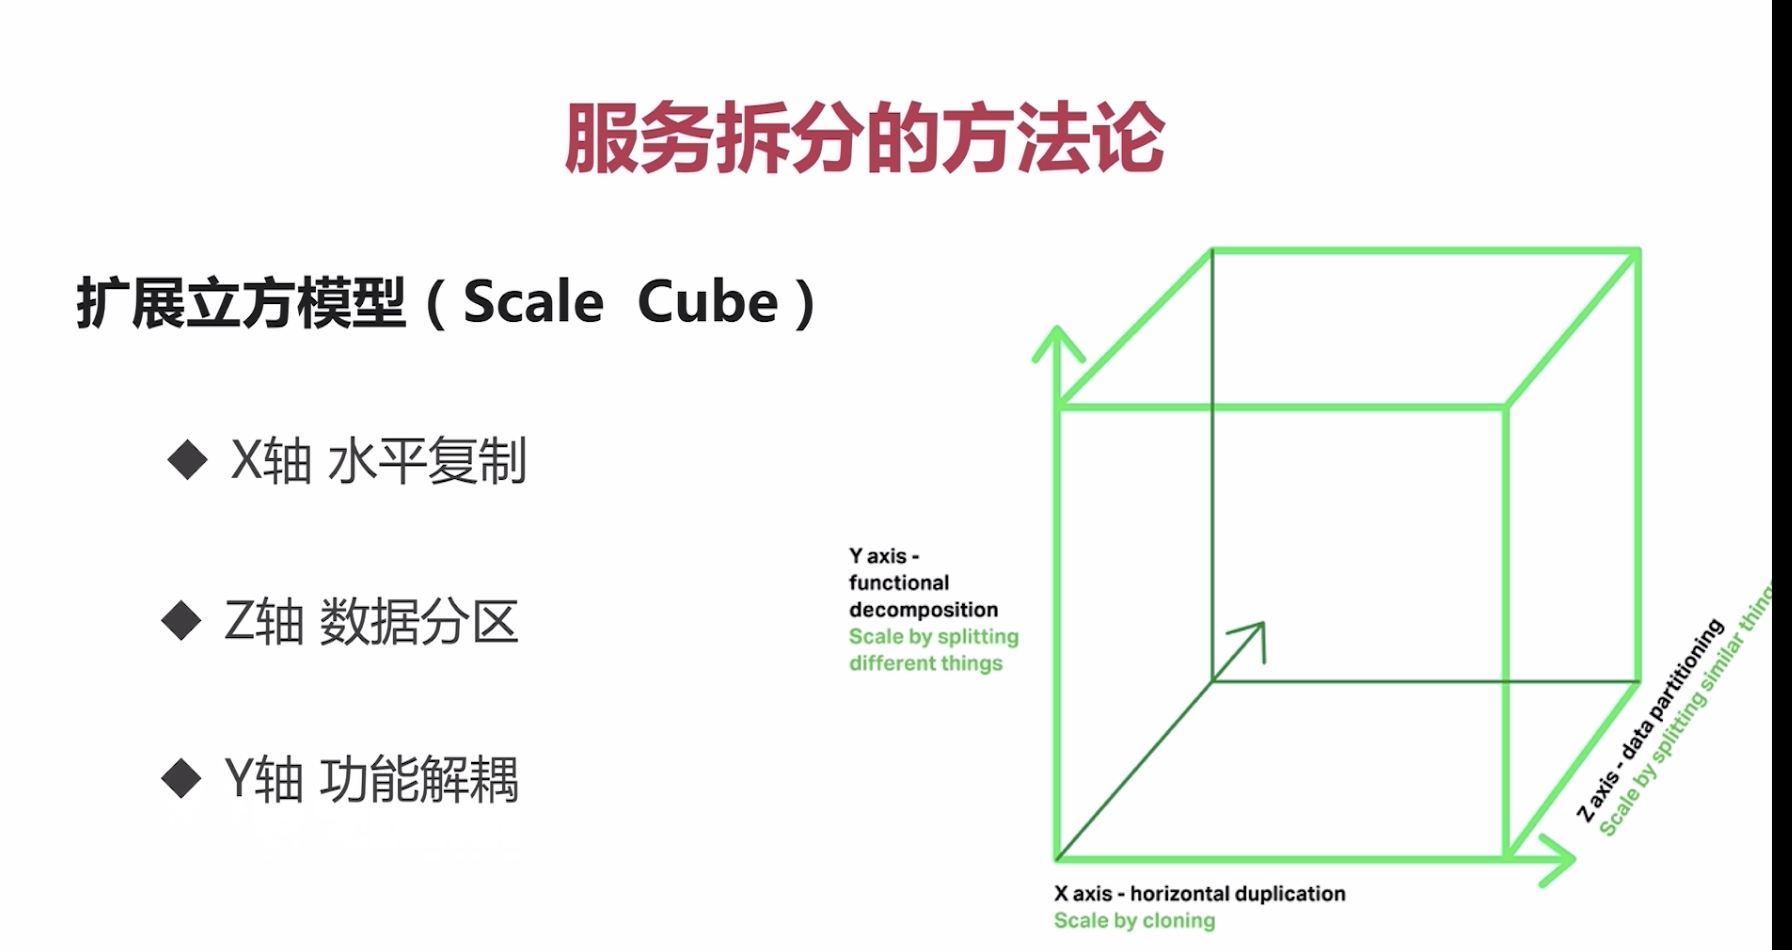 服务拆分的方法论
扩展立方模型（Scale Cube）
◆ X轴 水平复制
◆ Z轴 数据分区
◆ Y轴 功能解耦
Y axis -
functional
decomposition
Scale by splitting
different things
Z axis - data partitioning
Scale by splitting similar things
X axis - horizontal duplication
Scale by cloning